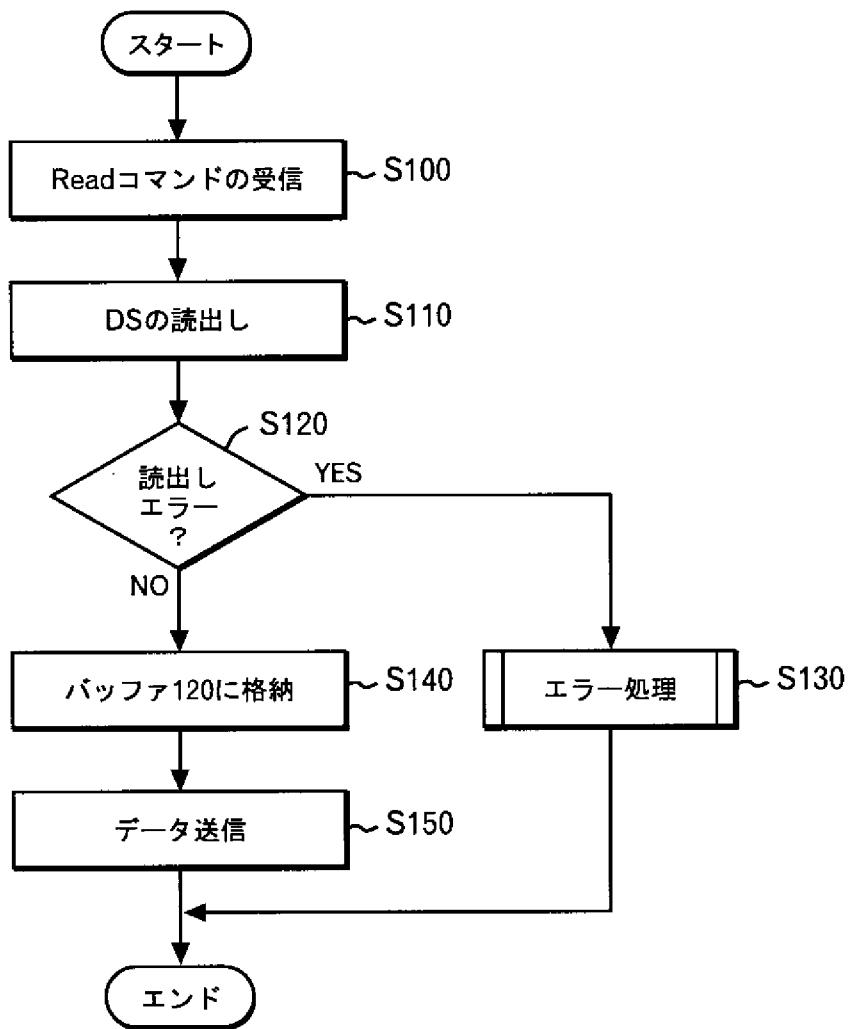 スタート
Readコマンドの受信
S100
DSの読出し
S110
S120
読出し
エラー
?
YES
NO
バッファ120に格納
S140
エラー処理
S130
データ送信
S150
エンド